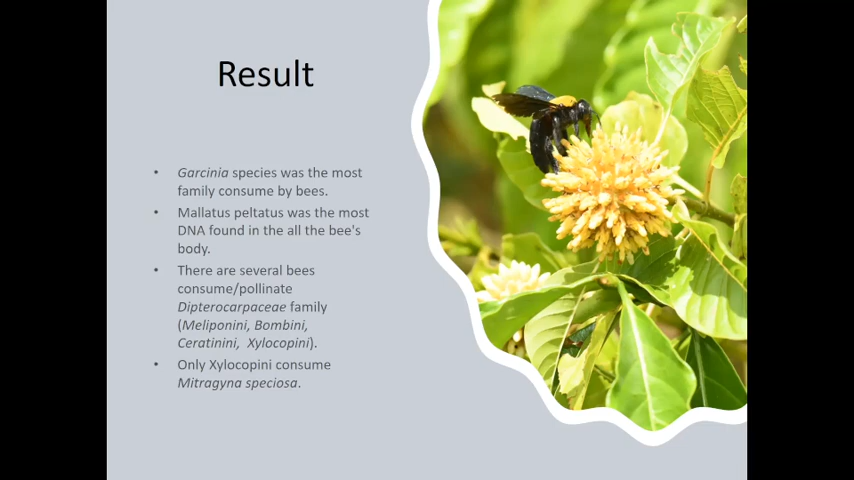 Result
• Garcinia species was the most
family consume by bees.
• Mallatus peltatus was the most
DNA found in the all the bee's
body.
• There are several bees
consume/pollinate
Dipterocarpaceae family
(Meliponini, Bombini,
Ceratinini, Xylocopini).
• Only Xylocopini consume
Mitragyna speciosa.